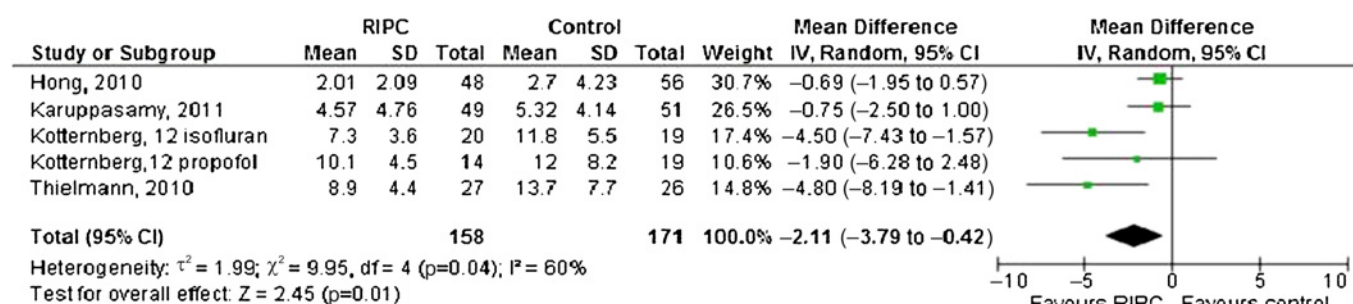 RIPC Control Mean Difference Mean Difference
Study or Subgroup Mean SD Total Mean SD Total Weight IV, Random, 95% CI IV, Random, 95% CI
Hong, 2010 2.01 2.09 48 2.7 4.23 56 30.7% −0.69 (−1.95 to 0.57)
Karuppasamy, 2011 4.57 4.76 49 5.32 4.14 51 26.5% −0.75 (−2.50 to 1.00)
Kotternberg, 12 isofluran 7.3 3.6 20 11.8 5.5 19 17.4% −4.50 (−7.43 to −1.57)
Kotternberg,12 propofol 10.1 4.5 14 12 8.2 19 10.6% −1.90 (−6.28 to 2.48)
Thielmann, 2010 8.9 4.4 27 13.7 7.7 26 14.8% −4.80 (−8.19 to −1.41)
Total (95% CI) 158 171 100.0% −2.11 (−3.79 to −0.42)
Heterogeneity: τ² = 1.99; χ² = 9.95, df = 4 (p=0.04); I² = 60%
Test for overall effect: Z = 2.45 (p=0.01)
−10 −5 0 5 10
Favours RIPC Favours control